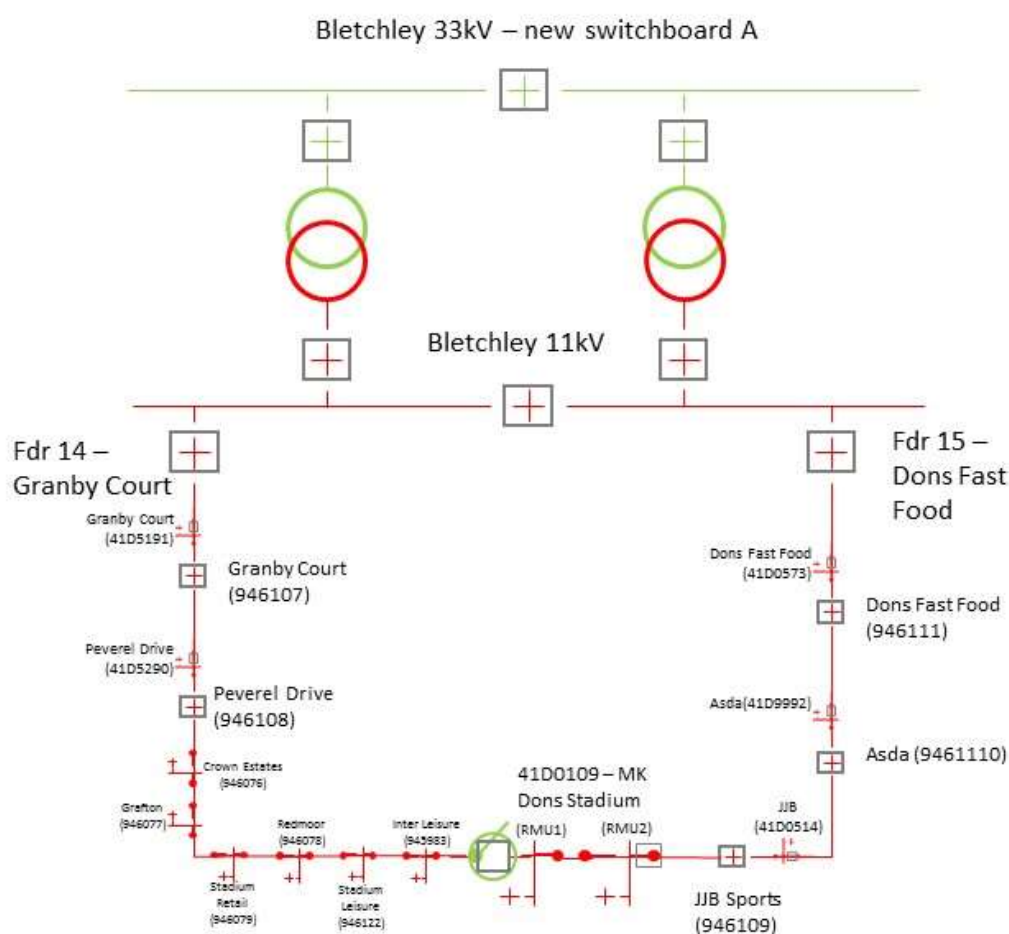 Bletchley 33kV – new switchboard A
Bletchley 11kV
Fdr 14 –
Granby Court
Fdr 15 –
Dons Fast
Food
Granby Court
(41D5191)
Granby Court
(946107)
Peverel Drive
(41D5290)
Peverel Drive
(946108)
Crown Estates
(946076)
Grafton
(946077)
Stadium
Retail
(946079)
Redmoor
(946078)
Stadium
Leisure
(946122)
Inter Leisure
(945983)
41D0109 – MK
Dons Stadium
(RMU1)
(RMU2)
Dons Fast Food
(41D0573)
Dons Fast Food
(946111)
Asda(41D9992)
Asda (9461110)
JJB
(41D0514)
JJB Sports
(946109)